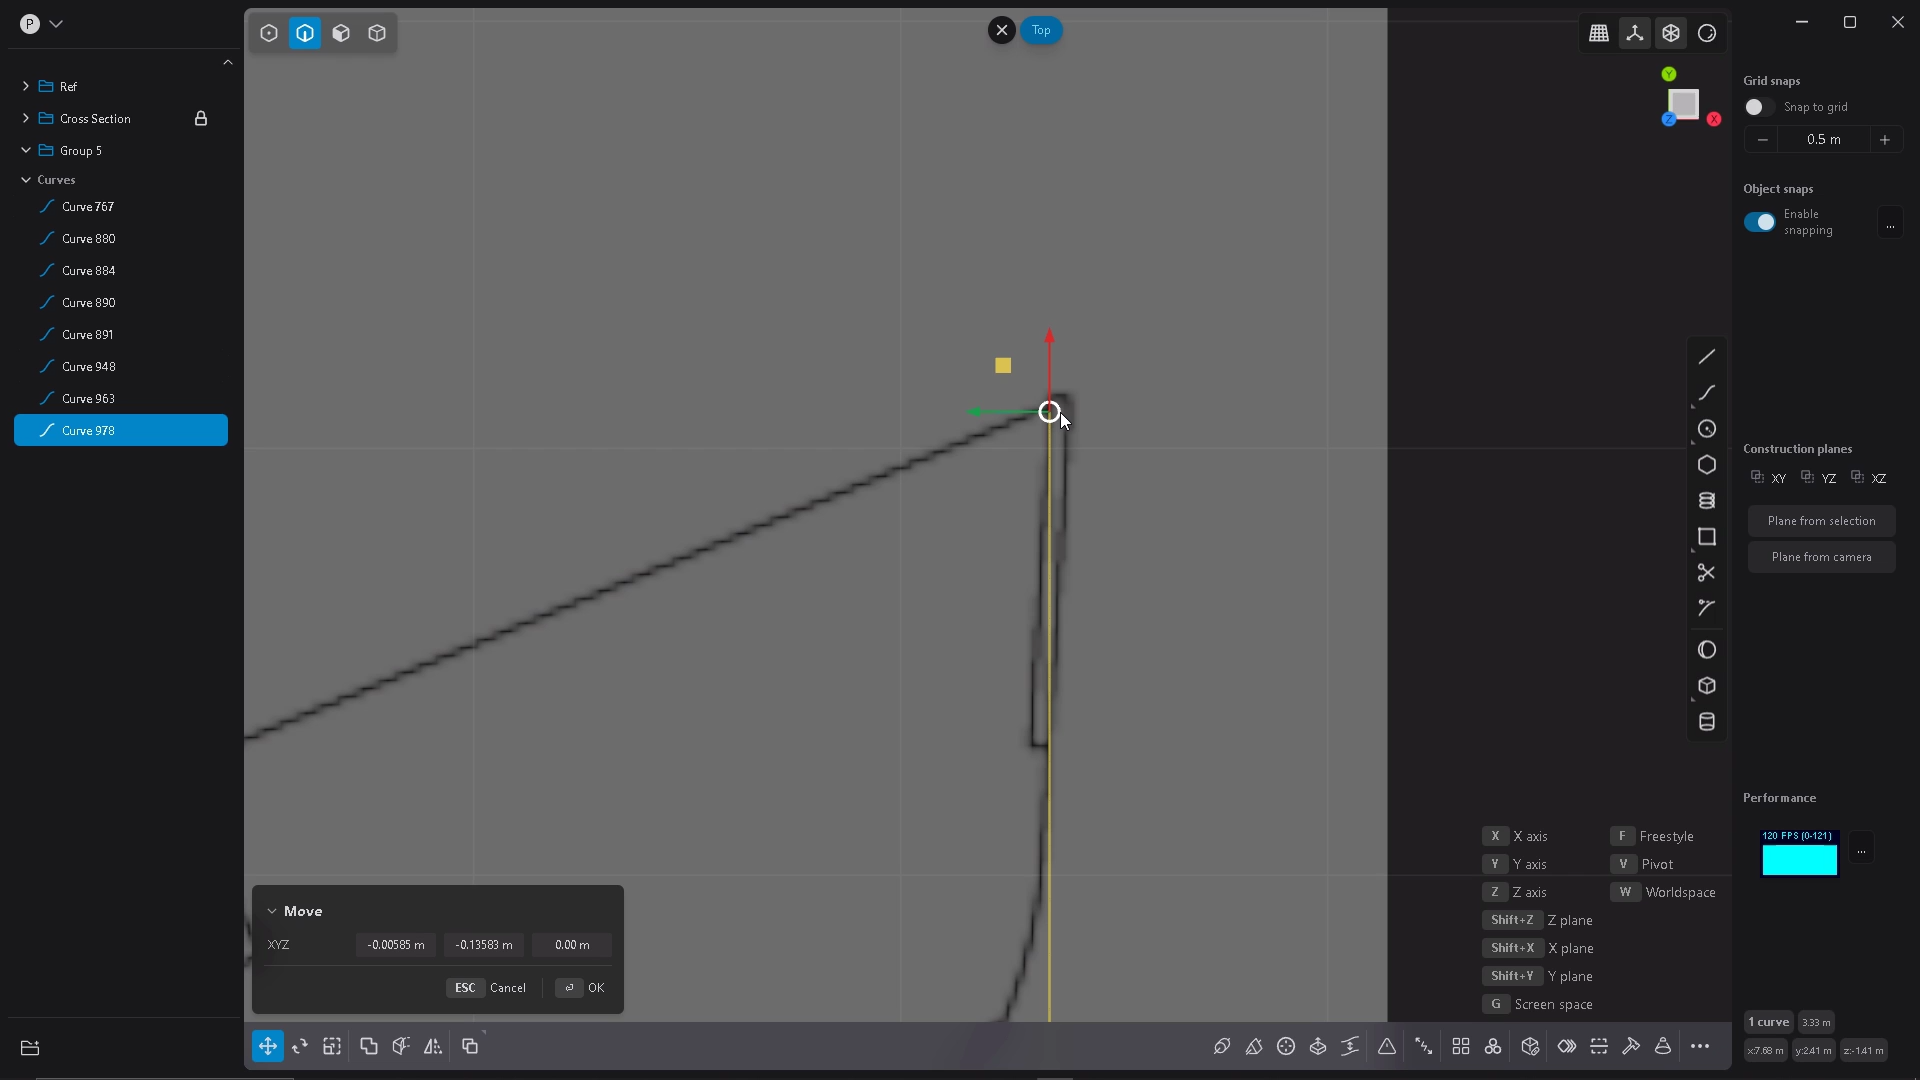 P
Ref
Cross Section
Group 5
Curves
Curve 767
Curve 880
Curve 884
Curve 890
Curve 891
Curve 948
Curve 963
Curve 978
Top
Y
Z
X
Grid snaps
Snap to grid
0.5 m
Object snaps
Enable
snapping
...
Construction planes
XY YZ XZ
Plane from selection
Plane from camera
Performance
120 FPS (0-121)
...
X X axis F Freestyle
Y Y axis V Pivot
Z Z axis W Worldspace
Shift+Z Z plane
Shift+X X plane
Shift+Y Y plane
G Screen space
Move
XYZ -0.00585 m -0.13583 m 0.00 m
ESC Cancel OK
1 curve 3.33 m
x:7.68 m y:2.41 m z:-1.41 m